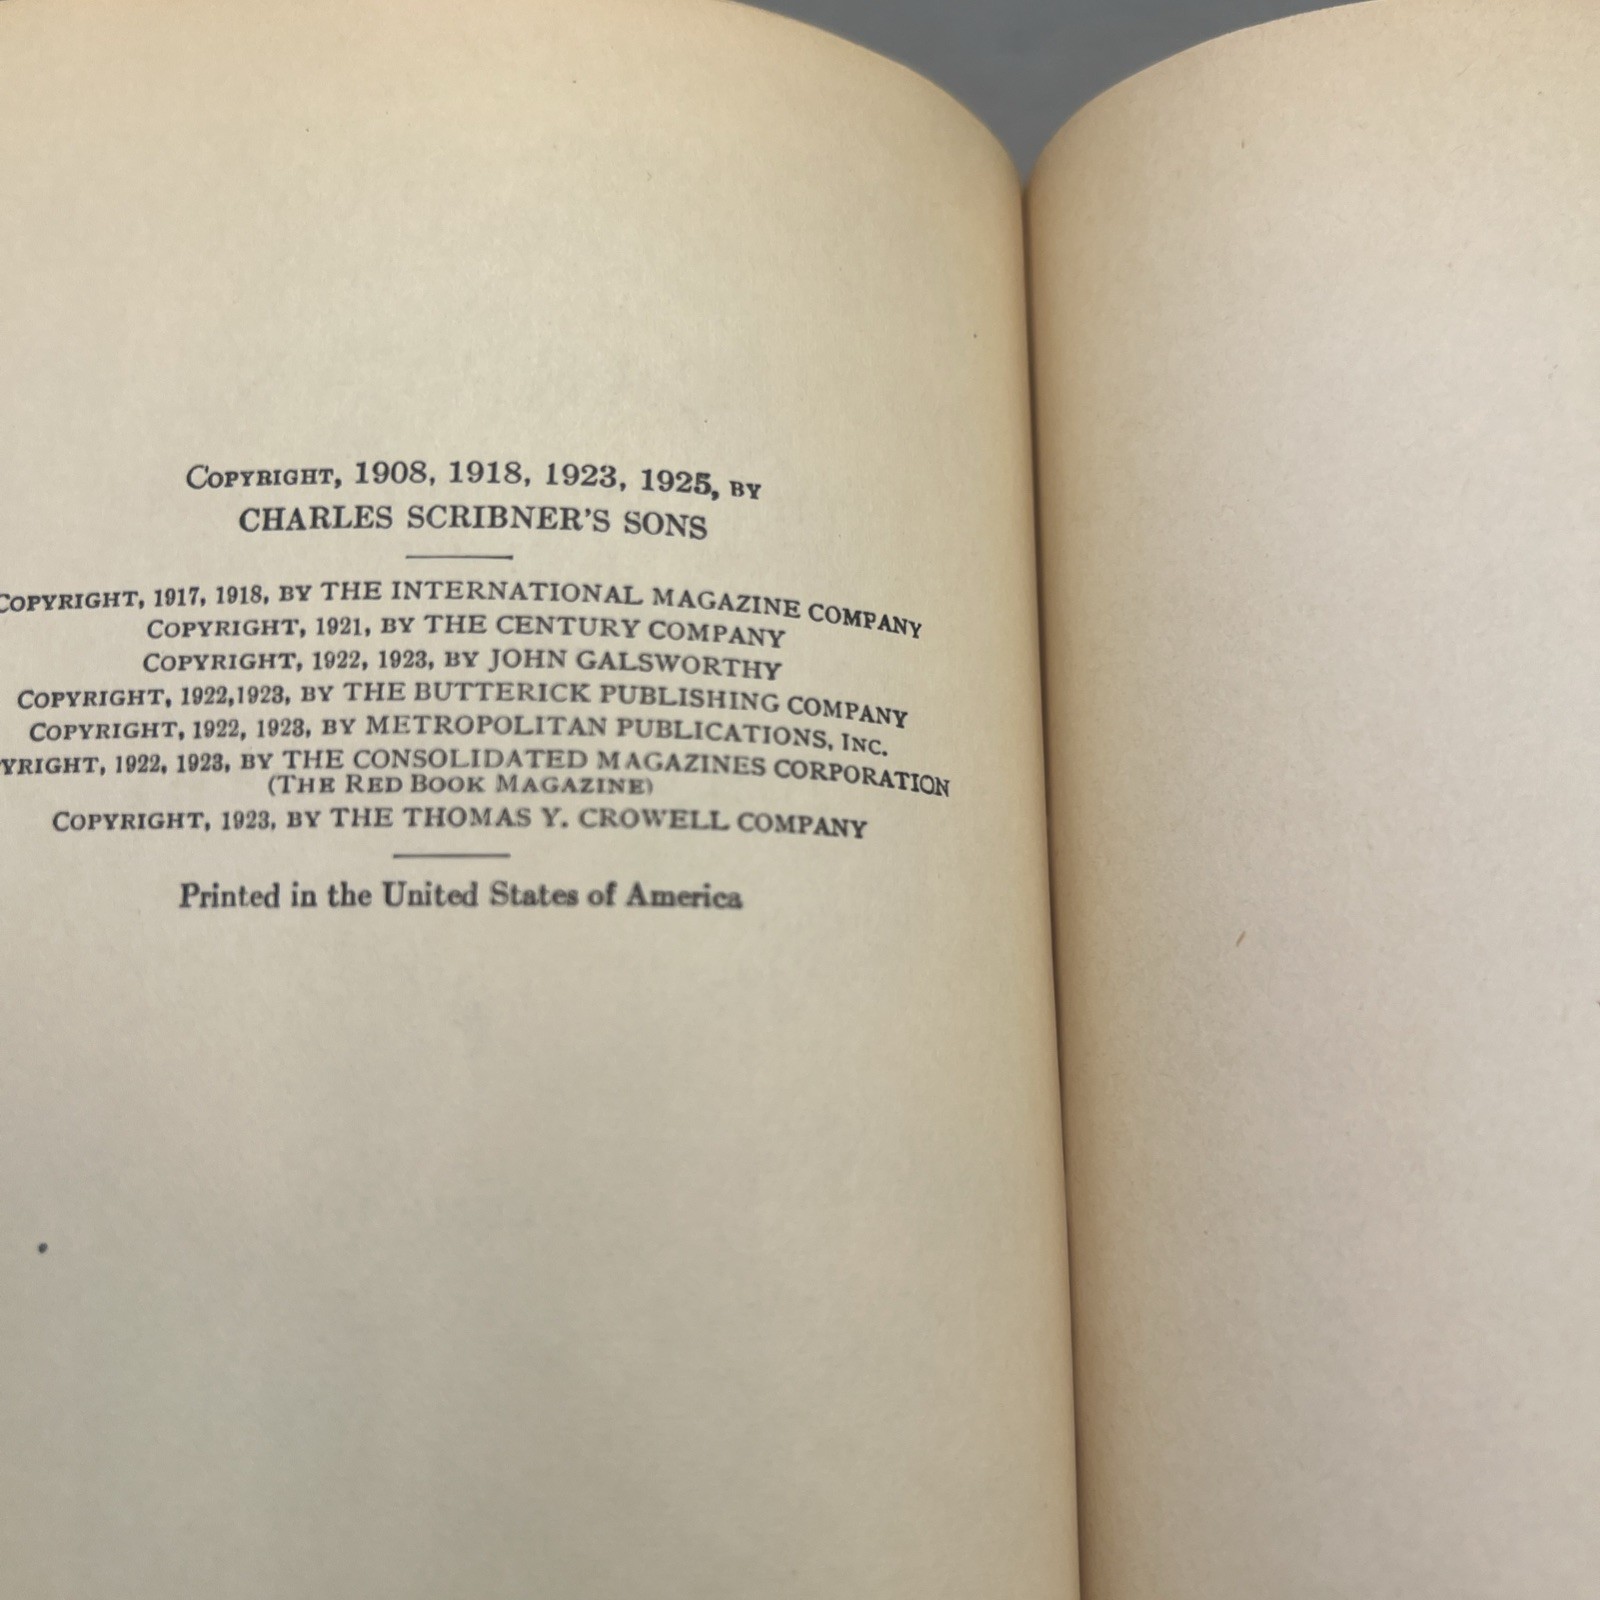 COPYRIGHT, 1908, 1918, 1923, 1925, BY
CHARLES SCRIBNER'S SONS
COPYRIGHT, 1917, 1918, BY THE INTERNATIONAL MAGAZINE COMPANY
COPYRIGHT, 1921, BY THE CENTURY COMPANY
COPYRIGHT, 1922, 1923, BY JOHN GALSWORTHY
COPYRIGHT, 1922,1923, BY THE BUTTERICK PUBLISHING COMPANY
COPYRIGHT, 1922, 1923, BY METROPOLITAN PUBLICATIONS, INC.
YRIGHT, 1922, 1923, BY THE CONSOLIDATED MAGAZINES CORPORATION
(THE RED BOOK MAGAZINE)
COPYRIGHT, 1923, BY THE THOMAS Y. CROWELL COMPANY
Printed in the United States of America